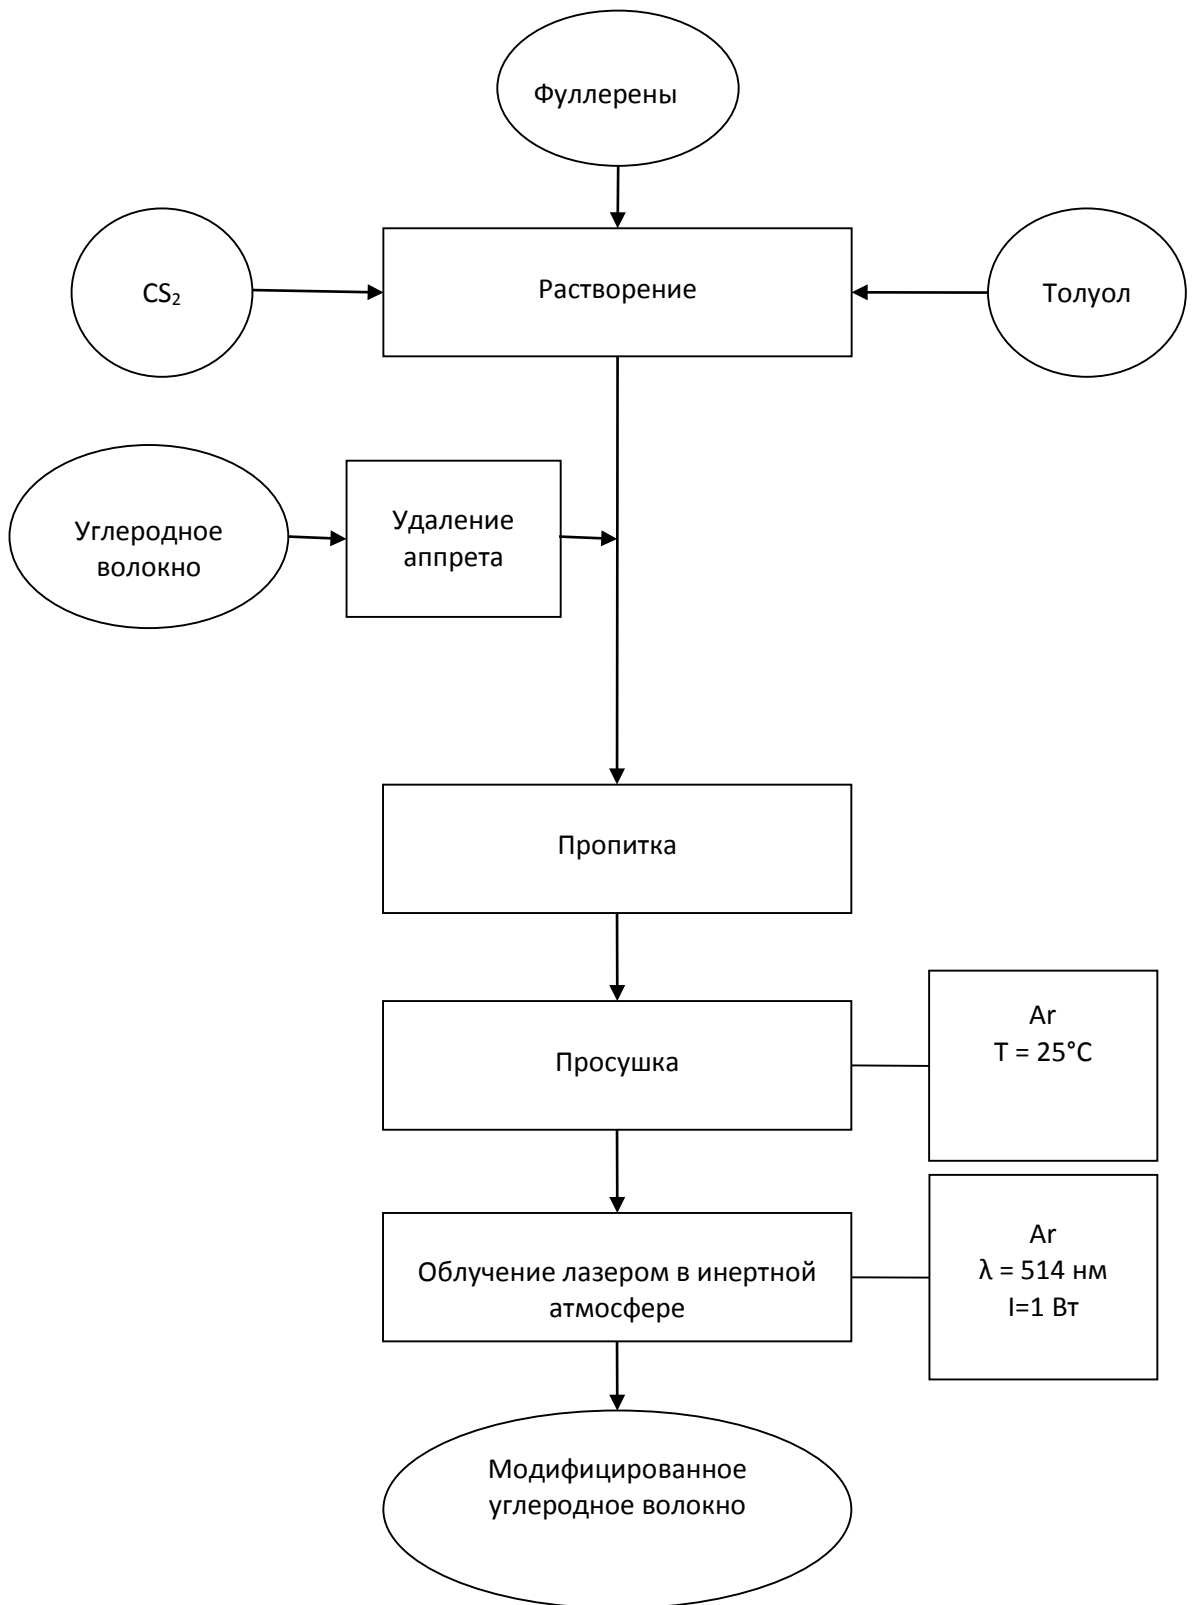 Фуллерены
CS₂
Растворение
Толуол
Углеродное
волокно
Удаление
аппрета
Пропитка
Просушка
Ar
T = 25°C
Облучение лазером в инертной
атмосфере
Ar
λ = 514 нм
I=1 Вт
Модифицированное
углеродное волокно